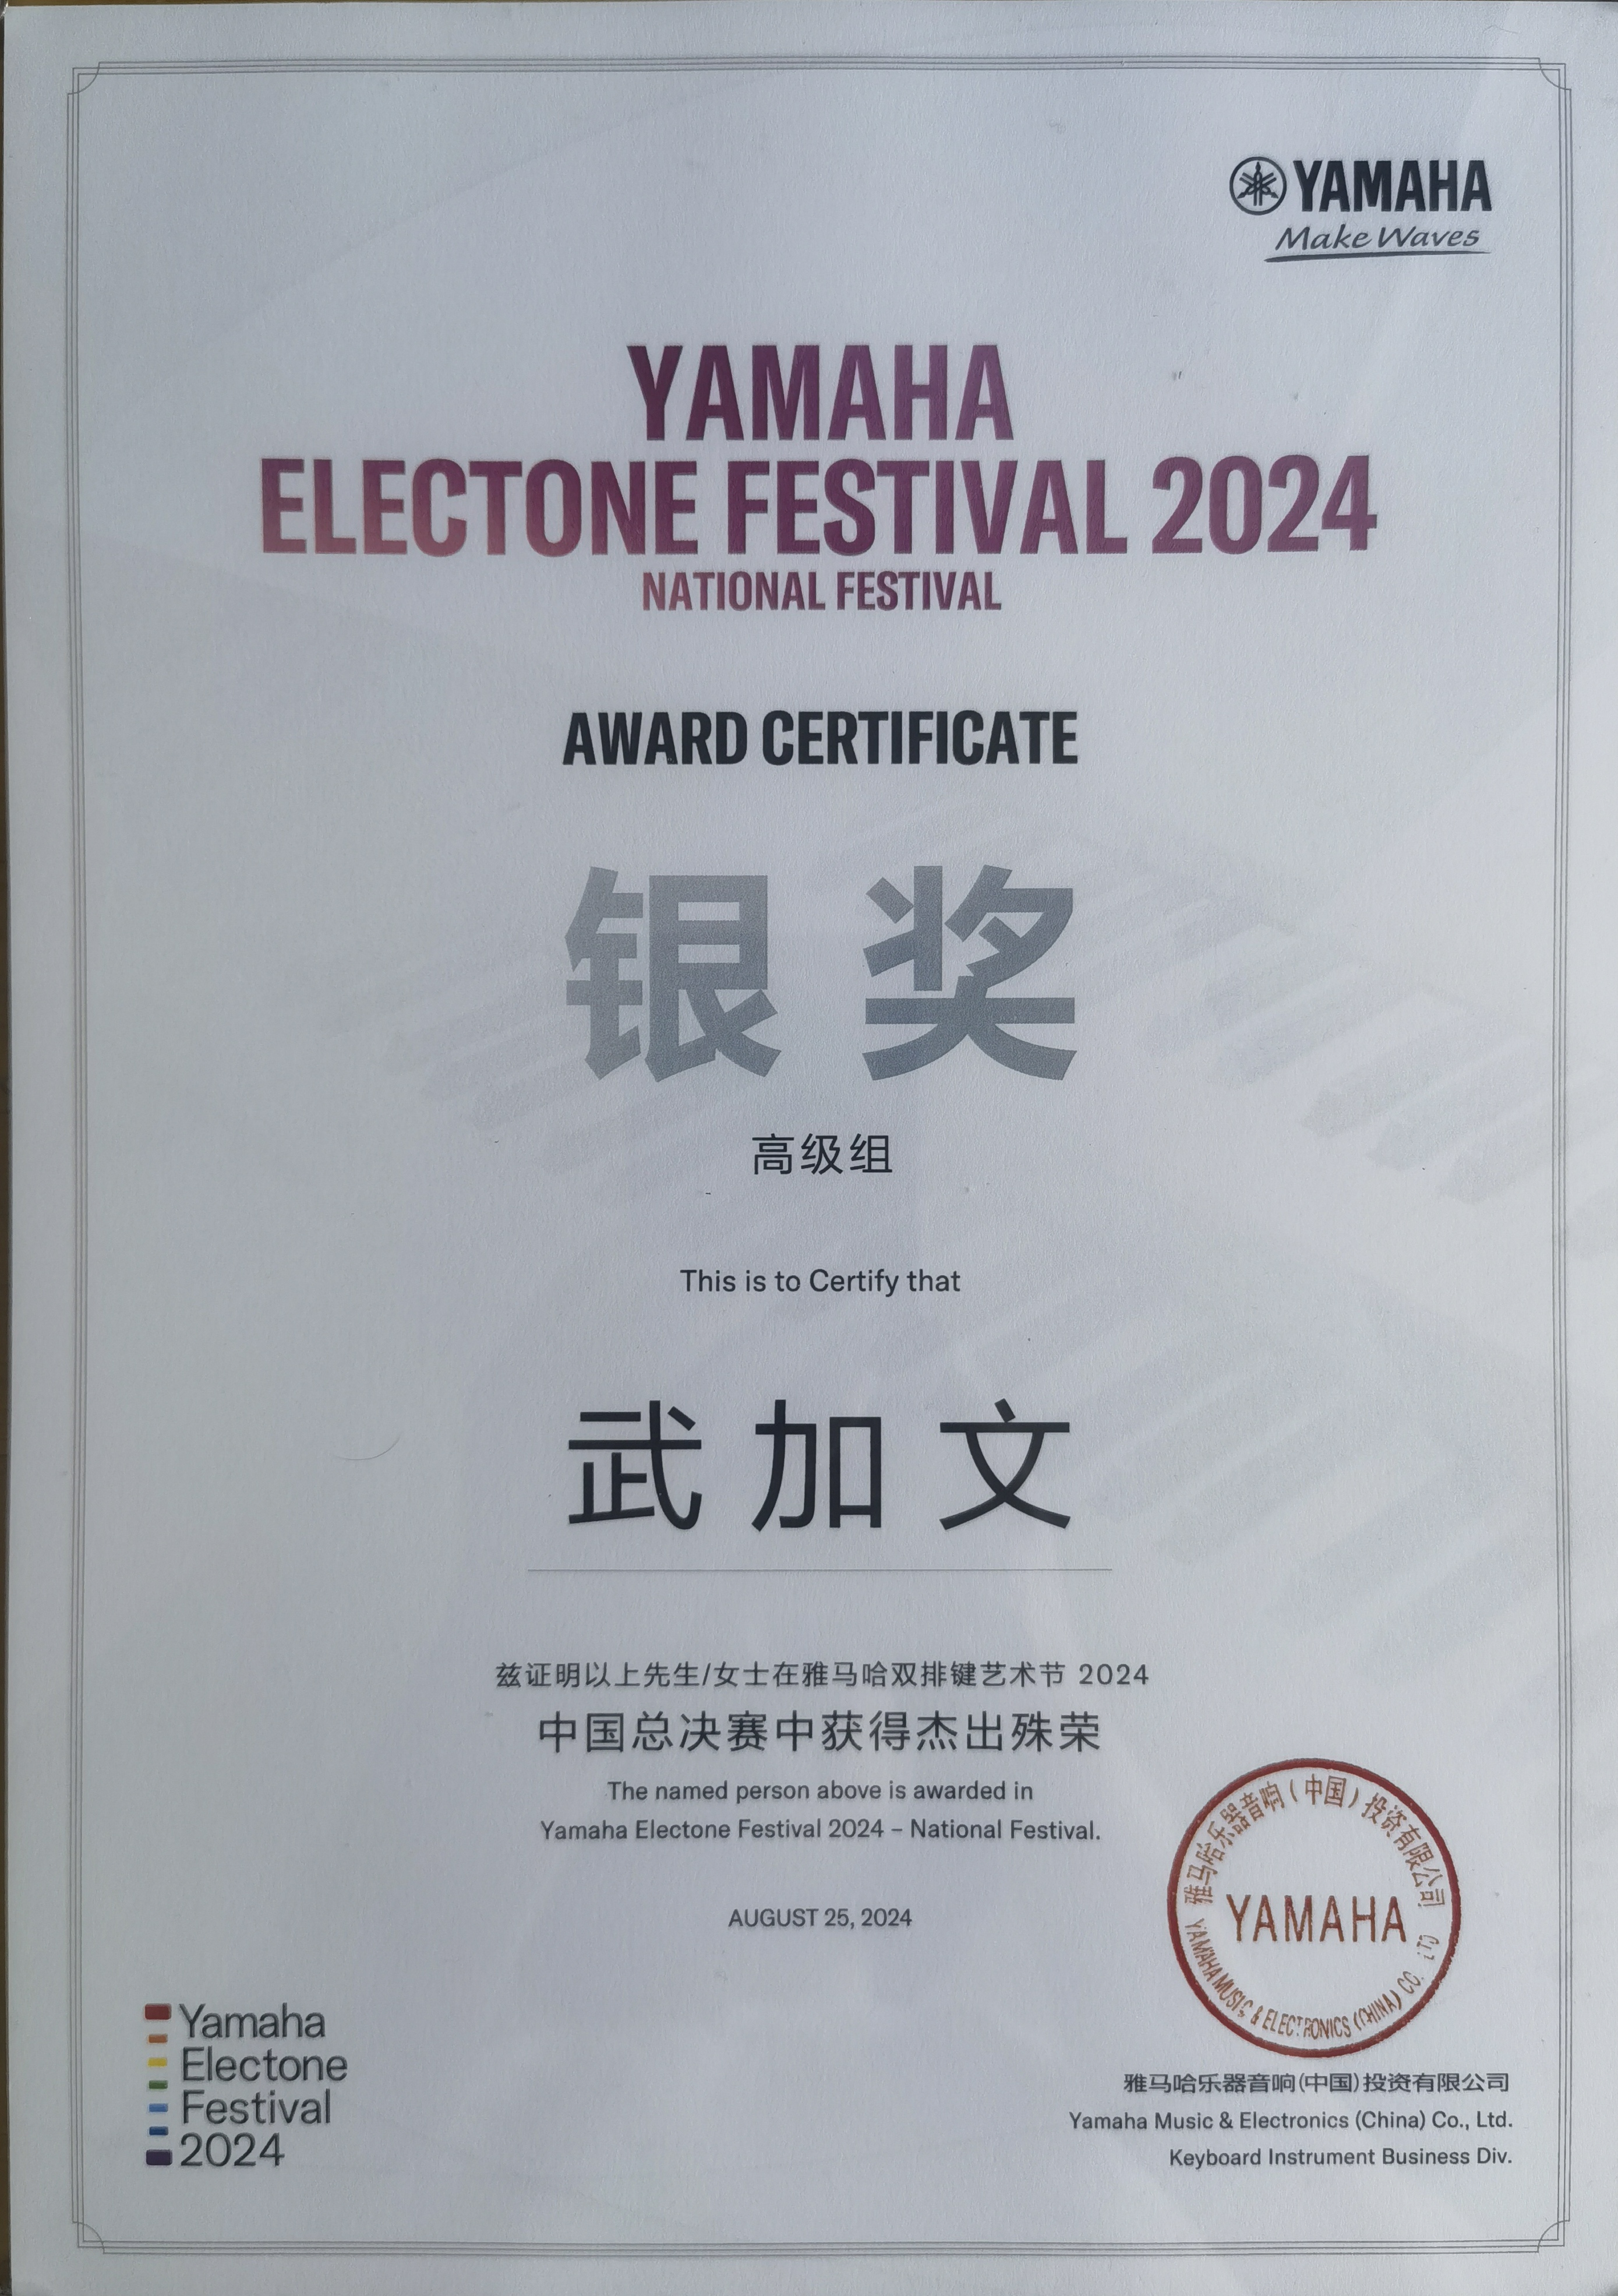 YAMAHA
Make Waves
YAMAHA
ELECTONE FESTIVAL 2024
NATIONAL FESTIVAL
AWARD CERTIFICATE
银奖
高级组
This is to Certify that
武加文
兹证明以上先生/女士在雅马哈双排键艺术节 2024
中国总决赛中获得杰出殊荣
The named person above is awarded in
Yamaha Electone Festival 2024 – National Festival.
AUGUST 25, 2024
雅马哈乐器音响(中国)投资有限公司
YAMAHA
YAMAHA MUSIC & ELECTRONICS (CHINA) CO.
Yamaha
Electone
Festival
2024
雅马哈乐器音响(中国)投资有限公司
Yamaha Music & Electronics (China) Co., Ltd.
Keyboard Instrument Business Div.